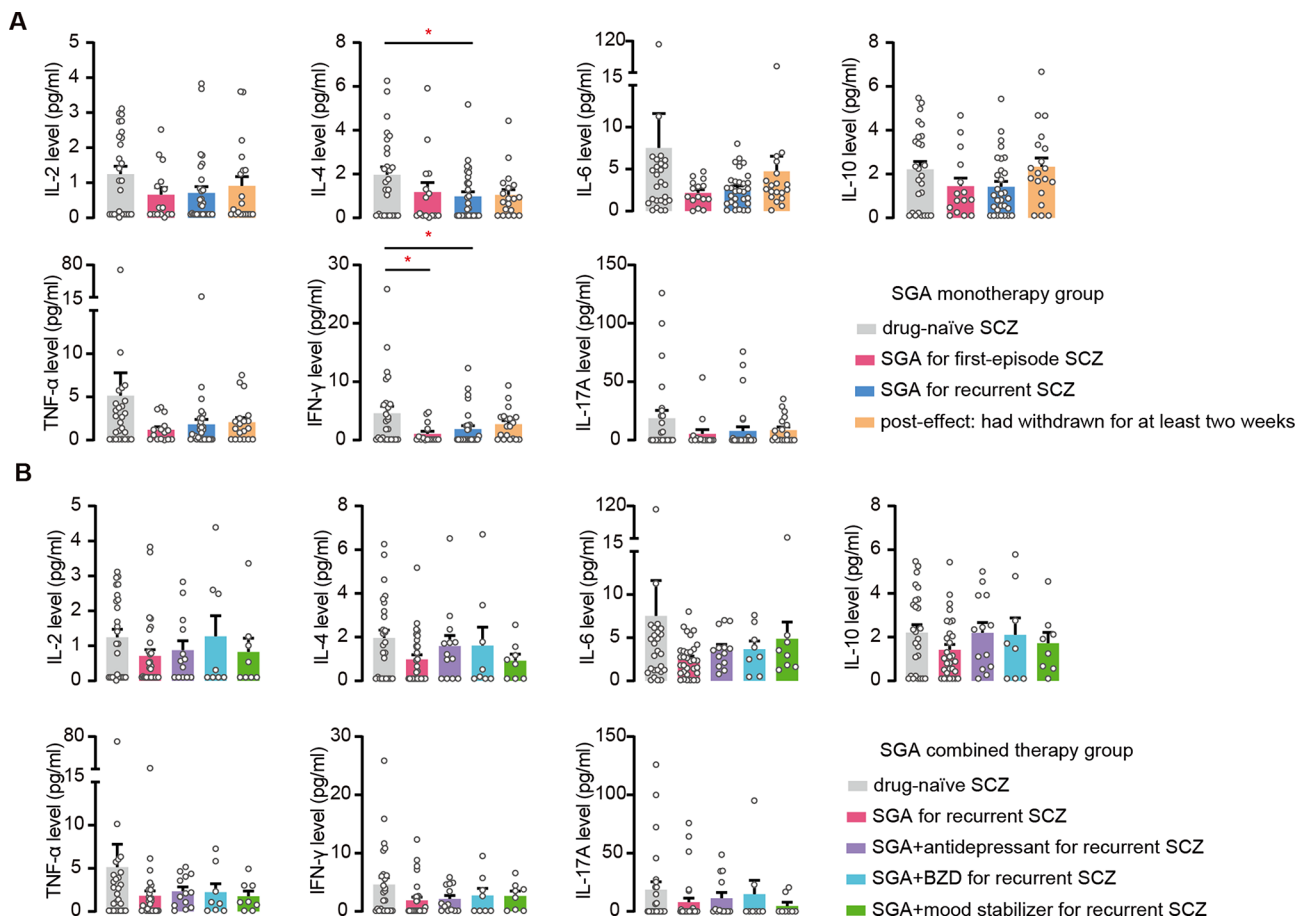 A
IL-2 level (pg/ml)
5
4
3
2
1
0
IL-4 level (pg/ml)
8
6
4
2
0
*
IL-6 level (pg/ml)
120
15
10
5
0
IL-10 level (pg/ml)
8
6
4
2
0
TNF-α level (pg/ml)
80
15
10
5
0
IFN-γ level (pg/ml)
30
20
10
0
*
*
IL-17A level (pg/ml)
150
100
50
0
SGA monotherapy group
drug-naïve SCZ
SGA for first-episode SCZ
SGA for recurrent SCZ
post-effect: had withdrawn for at least two weeks
B
IL-2 level (pg/ml)
5
4
3
2
1
0
IL-4 level (pg/ml)
8
6
4
2
0
IL-6 level (pg/ml)
120
15
10
5
0
IL-10 level (pg/ml)
8
6
4
2
0
TNF-α level (pg/ml)
80
15
10
5
0
IFN-γ level (pg/ml)
30
20
10
0
IL-17A level (pg/ml)
150
100
50
0
SGA combined therapy group
drug-naïve SCZ
SGA for recurrent SCZ
SGA+antidepressant for recurrent SCZ
SGA+BZD for recurrent SCZ
SGA+mood stabilizer for recurrent SCZ